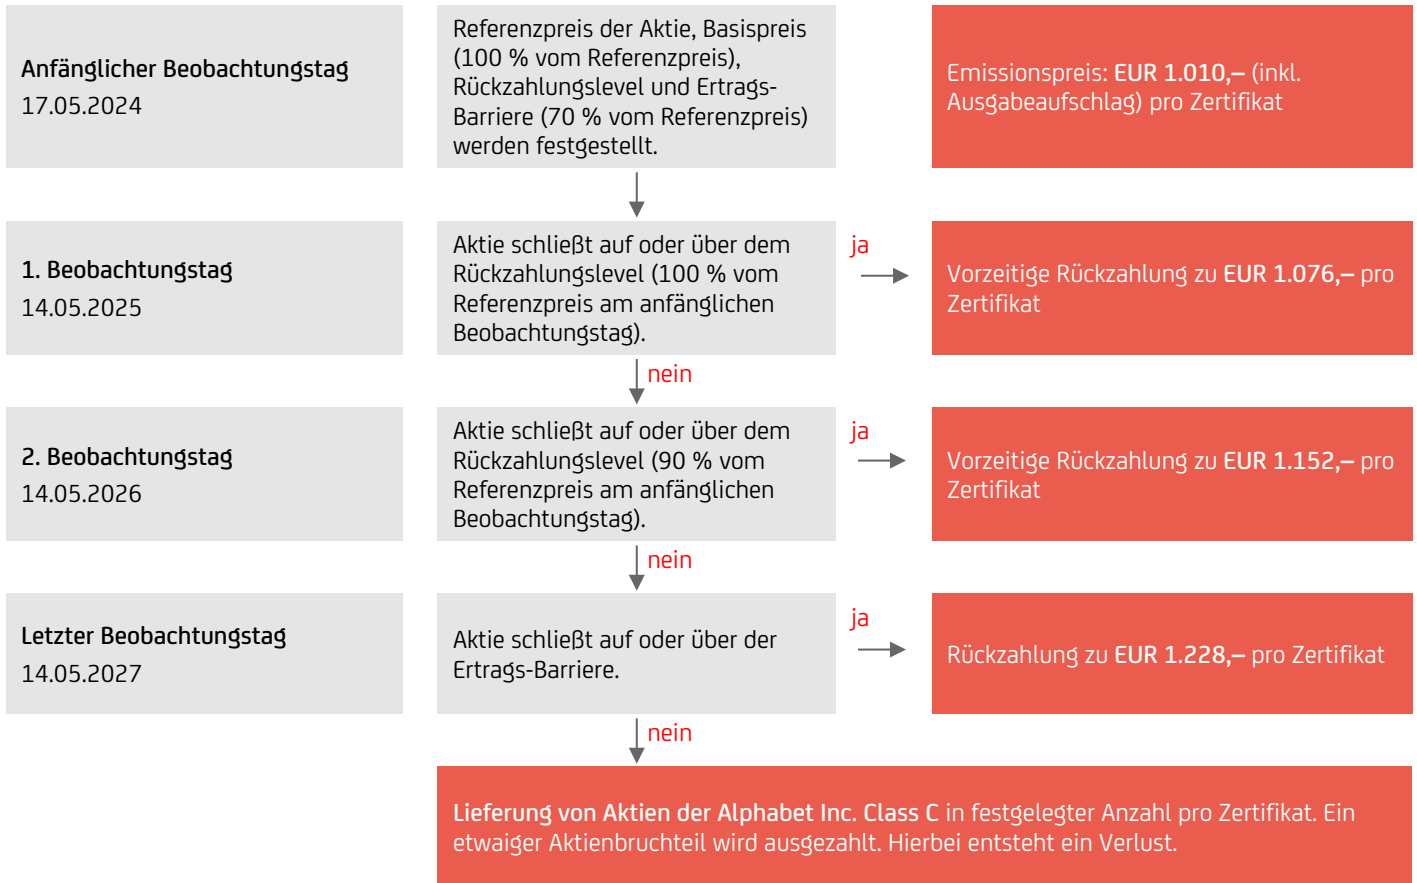 Anfänglicher Beobachtungstag
17.05.2024
Referenzpreis der Aktie, Basispreis
(100 % vom Referenzpreis),
Rückzahlungslevel und Ertrags-
Barriere (70 % vom Referenzpreis)
werden festgestellt.
Emissionspreis: EUR 1.010,– (inkl.
Ausgabeaufschlag) pro Zertifikat
1. Beobachtungstag
14.05.2025
Aktie schließt auf oder über dem
Rückzahlungslevel (100 % vom
Referenzpreis am anfänglichen
Beobachtungstag).
ja
Vorzeitige Rückzahlung zu EUR 1.076,– pro
Zertifikat
nein
2. Beobachtungstag
14.05.2026
Aktie schließt auf oder über dem
Rückzahlungslevel (90 % vom
Referenzpreis am anfänglichen
Beobachtungstag).
ja
Vorzeitige Rückzahlung zu EUR 1.152,– pro
Zertifikat
nein
Letzter Beobachtungstag
14.05.2027
Aktie schließt auf oder über der
Ertrags-Barriere.
ja
Rückzahlung zu EUR 1.228,– pro Zertifikat
nein
Lieferung von Aktien der Alphabet Inc. Class C in festgelegter Anzahl pro Zertifikat. Ein
etwaiger Aktienbruchteil wird ausgezahlt. Hierbei entsteht ein Verlust.